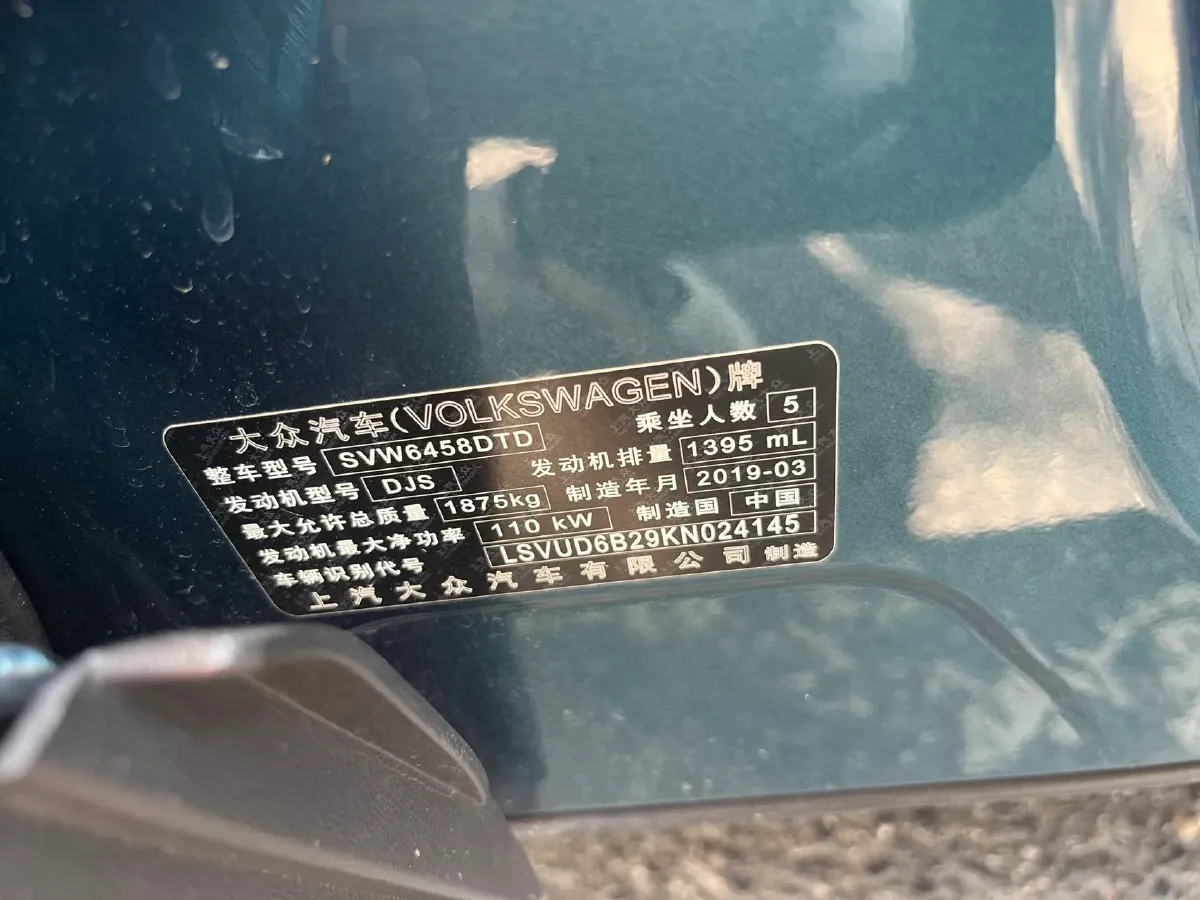 大众汽车(VOLKSWAGEN)牌
整车型号 SVW6458DTD 乘坐人数 5
发动机型号 DJS 发动机排量 1395 mL
最大允许总质量 1875kg 制造年月 2019-03
发动机最大净功率 110 kW 制造国 中国
车辆识别代号 LSVUD6B29KN024145
上汽大众汽车有限公司 制造